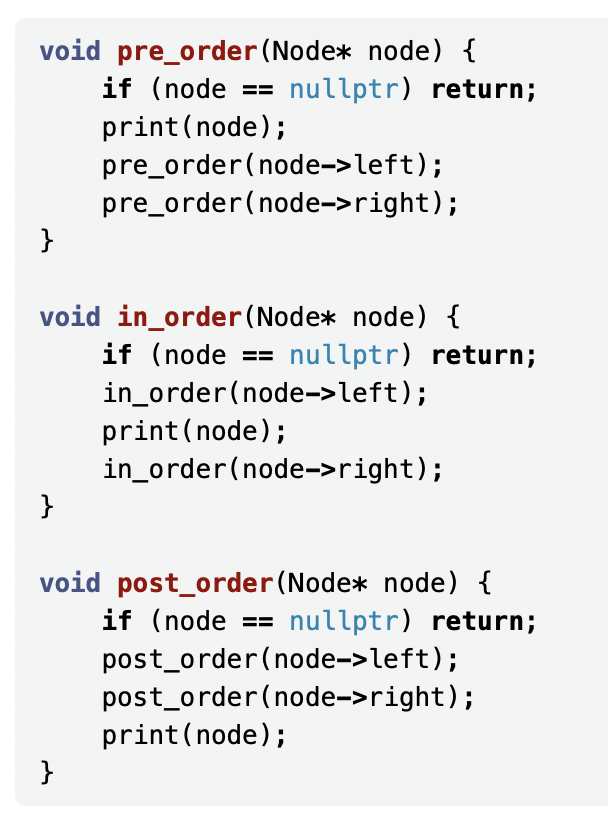 void pre_order(Node* node) {
    if (node == nullptr) return;
    print(node);
    pre_order(node->left);
    pre_order(node->right);
}

void in_order(Node* node) {
    if (node == nullptr) return;
    in_order(node->left);
    print(node);
    in_order(node->right);
}

void post_order(Node* node) {
    if (node == nullptr) return;
    post_order(node->left);
    post_order(node->right);
    print(node);
}